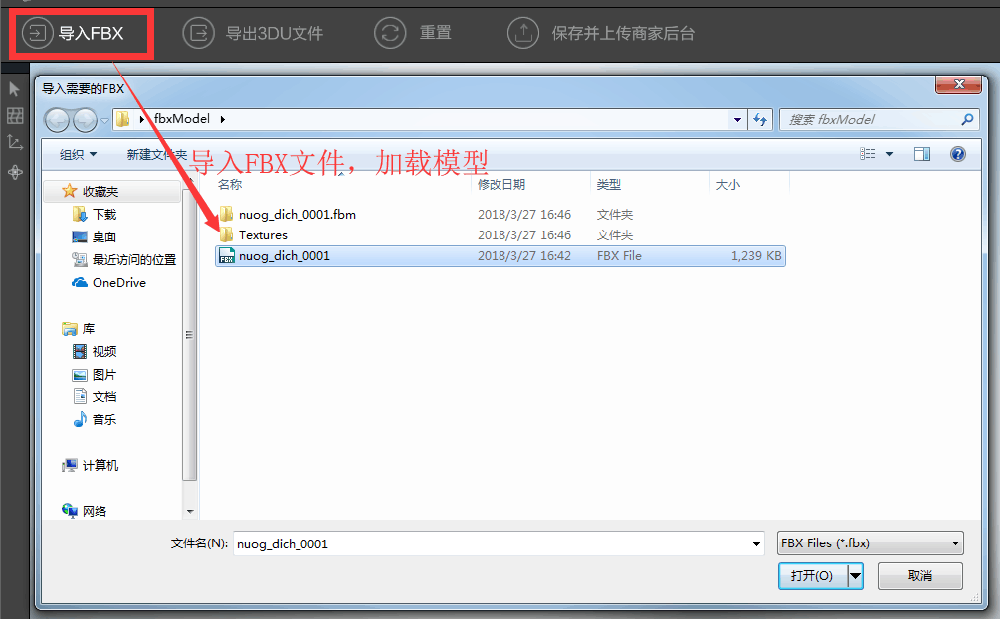 导入FBX 导出3DU文件 重置 保存并上传商家后台
导入需要的FBX
fbxModel 搜索 fbxModel
组织 新建文件夹
导入FBX文件，加载模型
名称 修改日期 类型 大小
nuog_dich_0001.fbm 2018/3/27 16:46 文件夹
Textures 2018/3/27 16:46 文件夹
FBX nuog_dich_0001 2018/3/27 16:42 FBX File 1,239 KB
收藏夹
下载
桌面
最近访问的位置
OneDrive
库
视频
图片
文档
音乐
计算机
网络
文件名(N): nuog_dich_0001 FBX Files (*.fbx)
打开(O) 取消